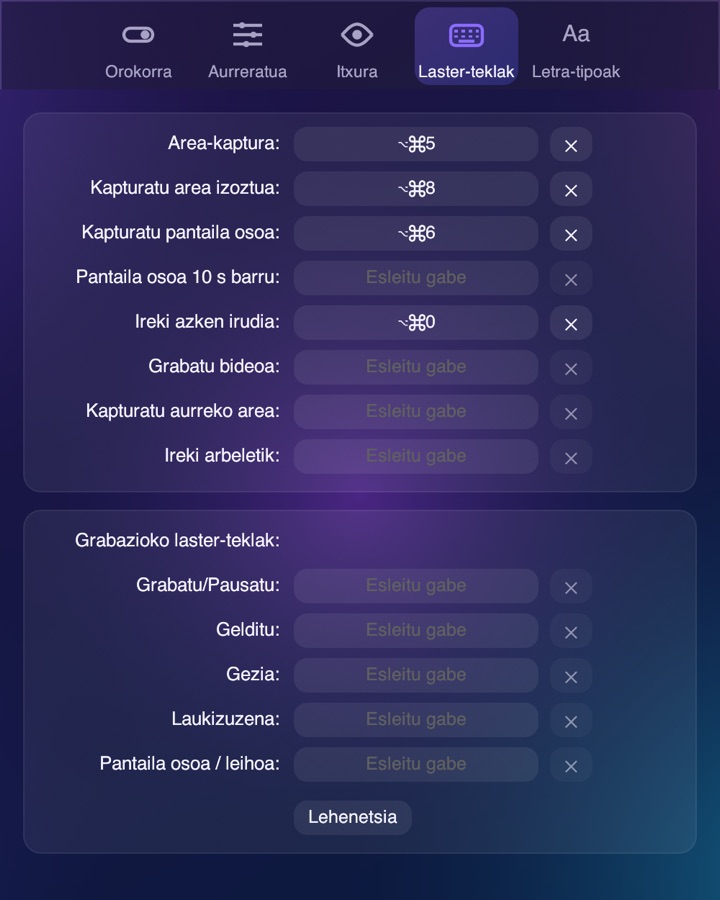 Orokorra Aurreratua Itxura Laster-teklak Aa Letra-tipoak
Area-kaptura: ⌥⌘5
Kapturatu area izoztua: ⌥⌘8
Kapturatu pantaila osoa: ⌥⌘6
Pantaila osoa 10 s barru: Esleitu gabe
Ireki azken irudia: ⌥⌘0
Grabatu bideoa: Esleitu gabe
Kapturatu aurreko area: Esleitu gabe
Ireki arbeletik: Esleitu gabe
Grabazioko laster-teklak:
Grabatu/Pausatu: Esleitu gabe
Gelditu: Esleitu gabe
Gezia: Esleitu gabe
Laukizuzena: Esleitu gabe
Pantaila osoa / leihoa: Esleitu gabe
Lehenetsia